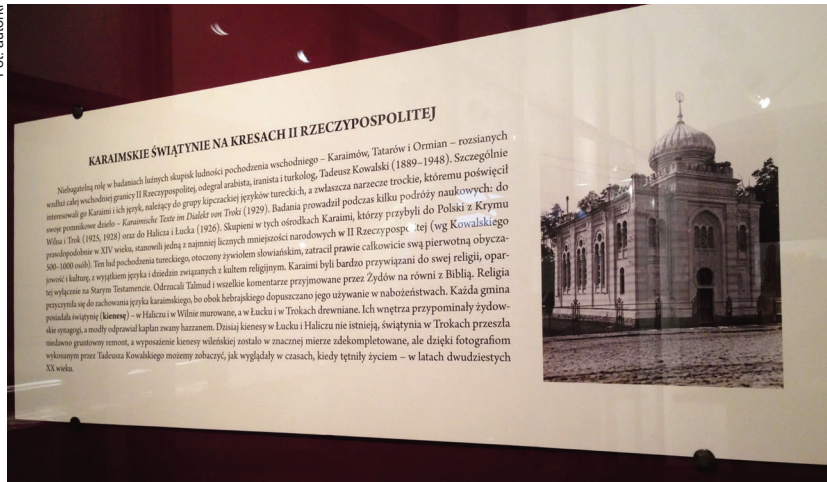 Fot. autorki
KARAIMSKIE ŚWIĄTYNIE NA KRESACH II RZECZYPOSPOLITEJ
Niebagatelną rolę w badaniach luźnych skupisk ludności pochodzenia wschodniego – Karaimów, Tatarów i Ormian – rozsianych
wzdłuż całej wschodniej granicy II Rzeczypospolitej, odegrał arabista, iranista i turkolog, Tadeusz Kowalski (1889–1948). Szczególnie
interesowali go Karaimi i ich język, należący do grupy kipczackiej języków tureckich, a zwłaszcza narzecze trockie, któremu poświęcił
swoje pomnikowe dzieło – Karaimische Texte im Dialekt von Troki (1929). Badania prowadził podczas kilku podróży naukowych: do
Wilna i Trok (1925, 1928) oraz do Halicza i Łucka (1926). Skupieni w tych ośrodkach Karaimi, którzy przybyli do Polski z Krymu
prawdopodobnie w XIV wieku, stanowili jedną z najmniej licznych mniejszości narodowych w II Rzeczypospolitej (wg Kowalskiego
500–1000 osób). Ten lud pochodzenia tureckiego, otoczony żywiołem słowiańskim, zatracił prawie całkowicie swą pierwotną obycza-
jowość i kulturę, z wyjątkiem języka i dziedzin związanych z kultem religijnym. Karaimi byli bardzo przywiązani do swej religii, opar-
tej wyłącznie na Starym Testamencie. Odrzucali Talmud i wszelkie komentarze przyjmowane przez Żydów na równi z Biblią. Religia
przyczyniła się do zachowania języka karaimskiego, bo obok hebrajskiego dopuszczano jego używanie w nabożeństwach. Każda gmina
posiadała świątynię (kienesę) – w Haliczu i w Wilnie murowane, a w Łucku i w Trokach drewniane. Ich wnętrza przypominały żydow-
skie synagogi, a modły odprawiał kapłan zwany hazzanem. Dzisiaj kienesy w Łucku i Haliczu nie istnieją, świątynia w Trokach przeszła
niedawno gruntowny remont, a wyposażenie kienesy wileńskiej zostało w znacznej mierze zdekompletowane, ale dzięki fotografiom
wykonanym przez Tadeusza Kowalskiego możemy zobaczyć, jak wyglądały w czasach, kiedy tętniły życiem – w latach dwudziestych
XX wieku.